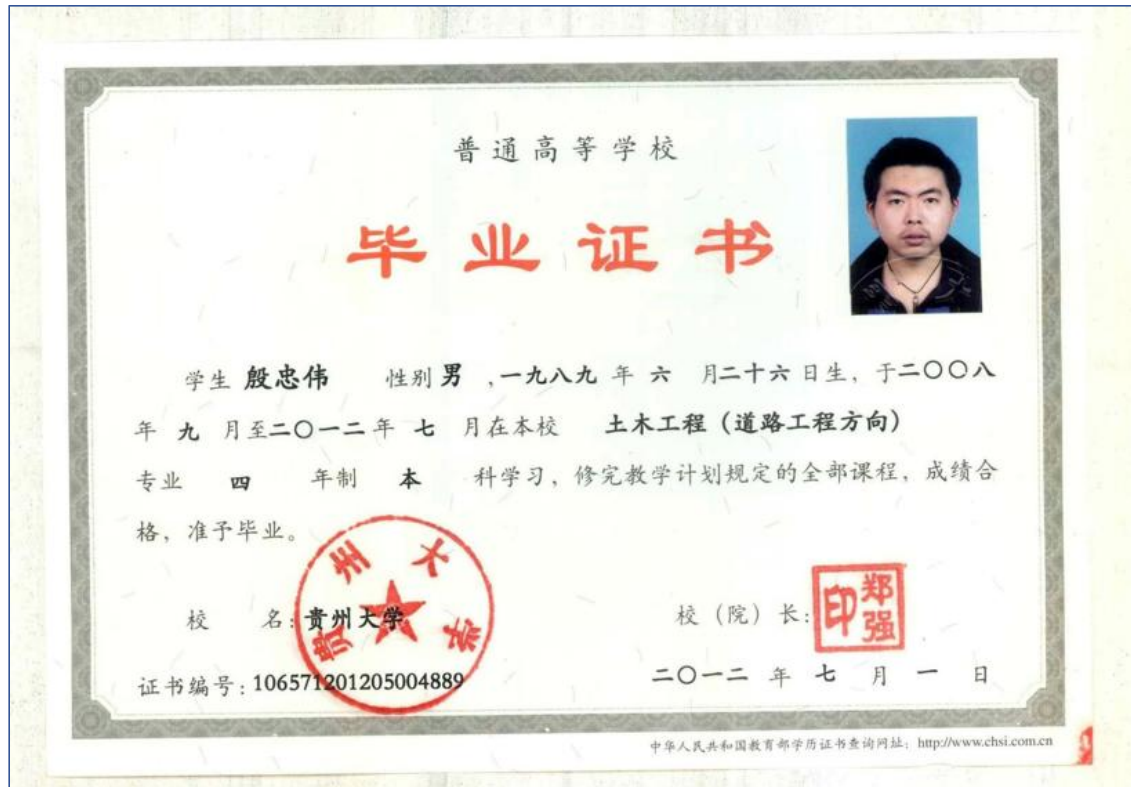 普通高等学校
毕业证书
学生 殷忠伟 性别 男 ,一九八九 年 六 月二十六 日生，于二〇〇八
年 九 月至二〇一二年 七 月在本校 土木工程（道路工程方向）
专业 四 年制 本 科学习，修完教学计划规定的全部课程，成绩合
格，准予毕业。
贵州大学
校 名：贵州大学
校（院）长：
郑强印
证书编号：106571201205004889
二〇一二 年 七 月 一 日
中华人民共和国教育部学历证书查询网址：http://www.chsi.com.cn